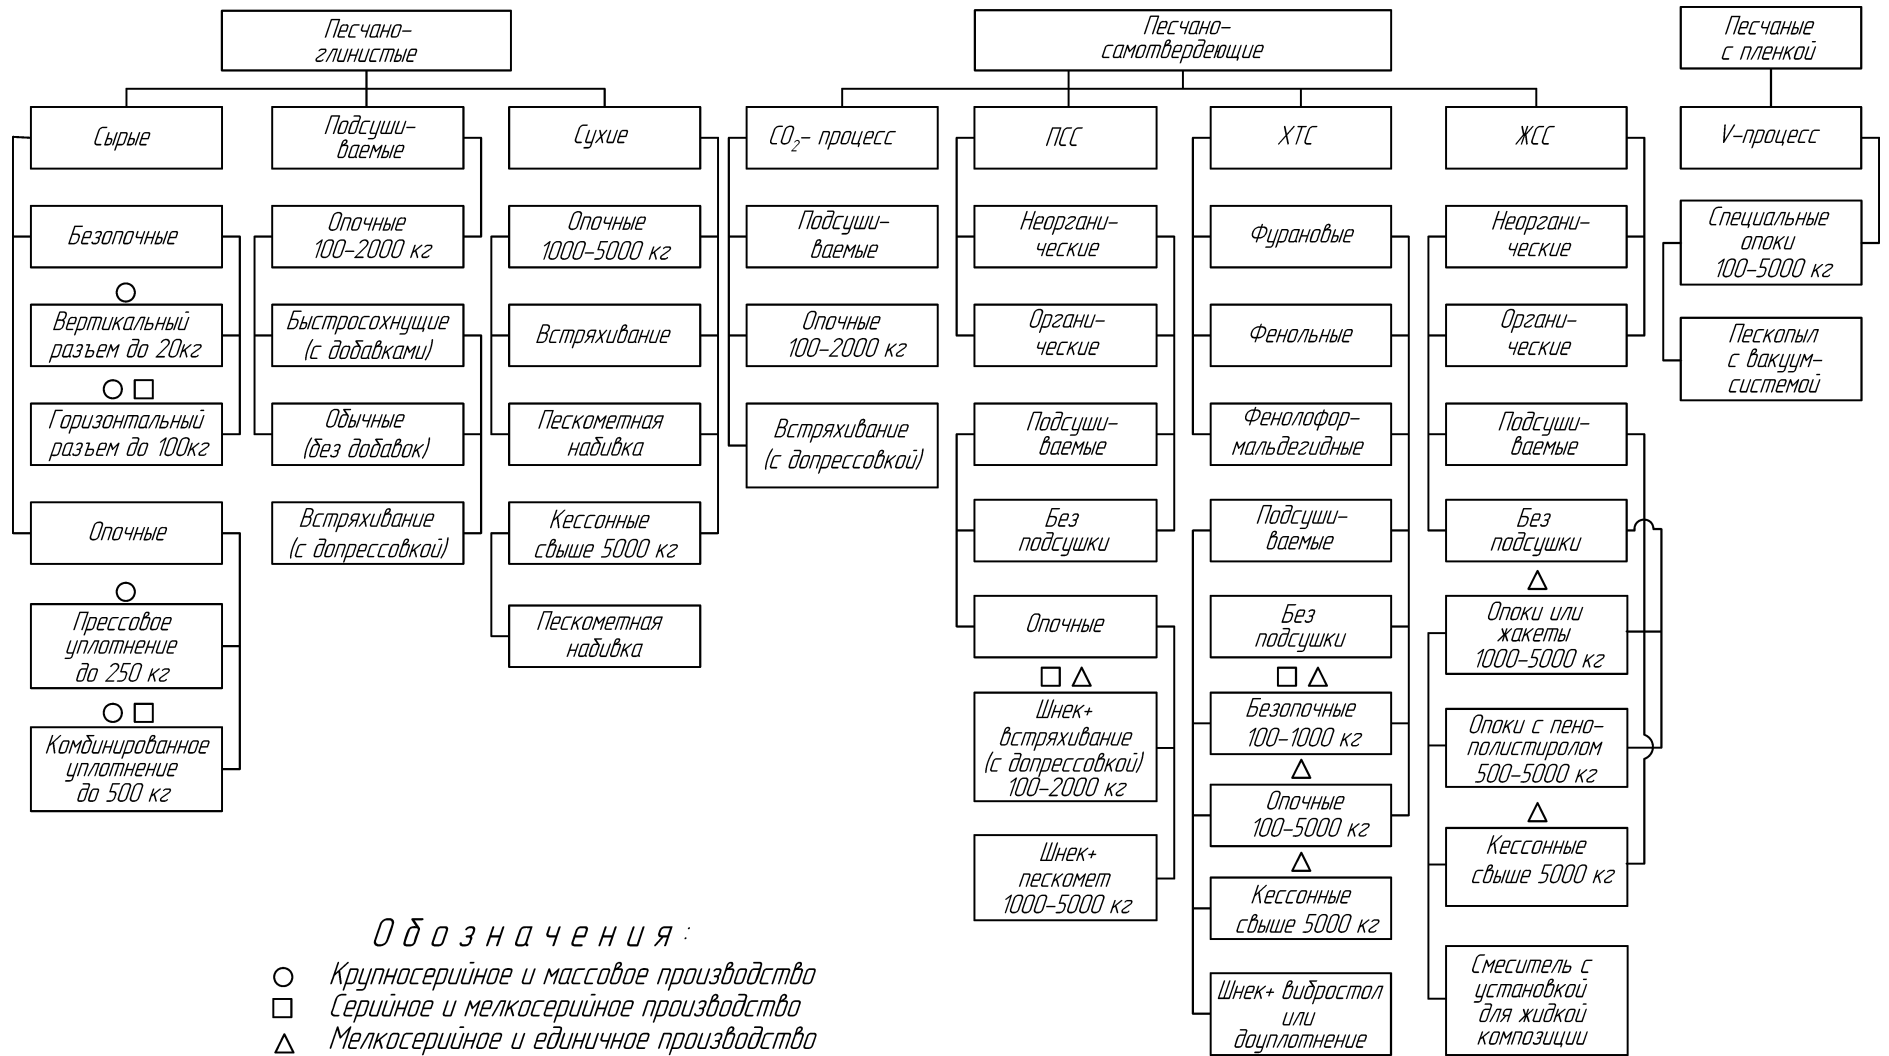 Песчано-
глинистые
Песчано-
самотвердеющие
Песчаные
с пленкой
Сырые
Подсуши-
ваемые
Сухие
CO2- процесс
ПСС
ХТС
ЖСС
V-процесс
Безопочные
Вертикальный
разъем до 20кг
Горизонтальный
разъем до 100кг
Опочные
Прессовое
уплотнение
до 250 кг
Комбинированное
уплотнение
до 500 кг
Опочные
100-2000 кг
Быстросохнущие
(с добавками)
Обычные
(без добавок)
Встряхивание
(с допрессовкой)
Опочные
1000-5000 кг
Встряхивание
Пескометная
набивка
Кессонные
свыше 5000 кг
Пескометная
набивка
Подсуши-
ваемые
Опочные
100-2000 кг
Встряхивание
(с допрессовкой)
Неоргани-
ческие
Органи-
ческие
Подсуши-
ваемые
Без
подсушки
Опочные
Шнек+
встряхивание
(с допрессовкой)
100-2000 кг
Шнек+
пескомет
1000-5000 кг
Фурановые
Фенольные
Фенолофор-
мальдегидные
Подсуши-
ваемые
Без
подсушки
Безопочные
100-1000 кг
Опочные
100-5000 кг
Кессонные
свыше 5000 кг
Шнек+ вибростол
или
доуплотнение
Неоргани-
ческие
Органи-
ческие
Подсуши-
ваемые
Без
подсушки
Опоки или
жакеты
1000-5000 кг
Опоки с пено-
полистиролом
500-5000 кг
Кессонные
свыше 5000 кг
Смеситель с
установкой
для жидкой
композиции
Специальные
опоки
100-5000 кг
Пескопыл
с вакуум-
системой
Обозначения:
Крупносерийное и массовое производство
Серийное и мелкосерийное производство
Мелкосерийное и единичное производство